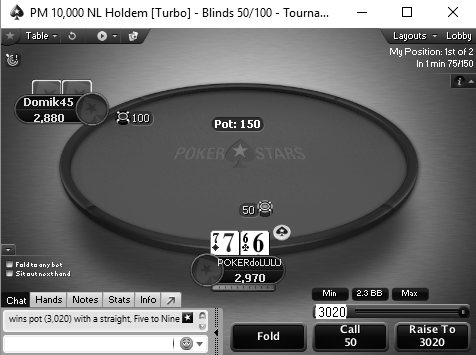 PM 10,000 NL Holdem [Turbo] - Blinds 50/100 - Tourna...
Table
Layouts
Lobby
My Position: 1st of 2
In 1 min 75/150
i
Domik45
2,880
100
Pot: 150
POKER STARS
50
7 7 6 6
POKERdoLULU
2,970
Fold to any bet
Sit out next hand
Min 2.3 BB Max
Chat Hands Notes Stats Info
3020
wins pot (3,020) with a straight, Five to Nine
Fold
Call
50
Raise To
3020